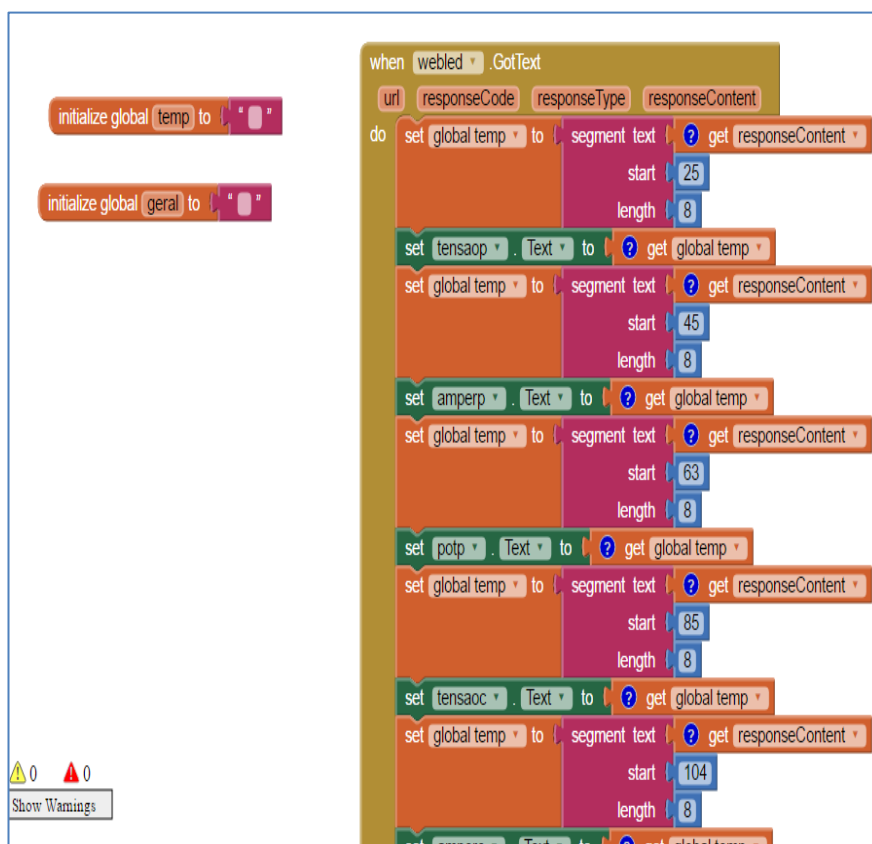 initialize global temp to " "
initialize global geral to " "
when webled .GotText
url responseCode responseType responseContent
do set global temp to segment text ? get responseContent
start 25
length 8
set tensaop . Text to ? get global temp
set global temp to segment text ? get responseContent
start 45
length 8
set amperp . Text to ? get global temp
set global temp to segment text ? get responseContent
start 63
length 8
set potp . Text to ? get global temp
set global temp to segment text ? get responseContent
start 85
length 8
set tensaoc . Text to ? get global temp
set global temp to segment text ? get responseContent
start 104
length 8
0 0
Show Warnings